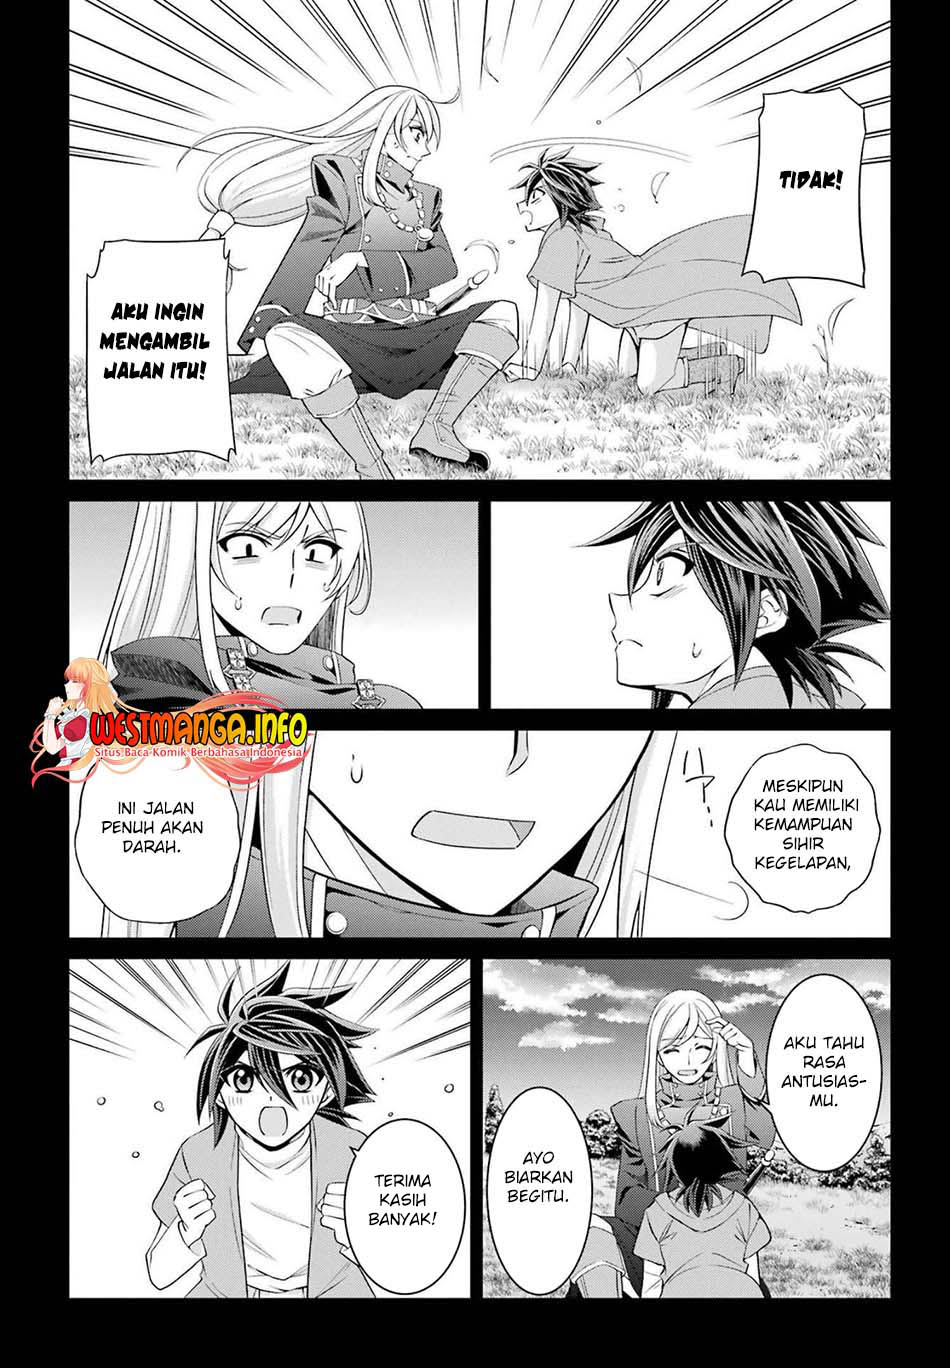 TIDAK!
AKU INGIN
MENGAMBIL
JALAN ITU!
WESTMANGA.INFO
Situs Baca Komik Berbahasa Indonesia
MESKIPUN
KAU MEMILIKI
KEMAMPUAN
SIHIR
KEGELAPAN,
INI JALAN
PENUH AKAN
DARAH.
AKU TAHU
RASA
ANTUSIAS-
MU.
AYO
BIARKAN
BEGITU.
TERIMA
KASIH
BANYAK!